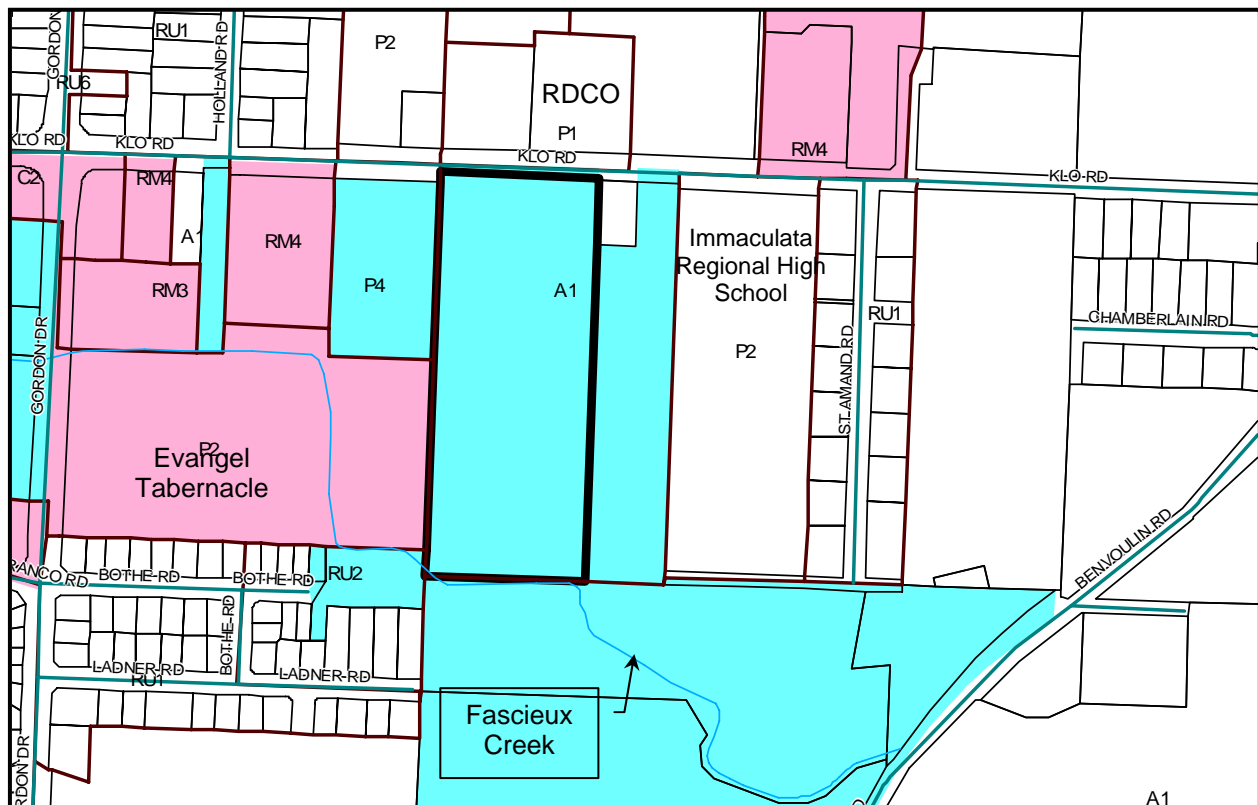 GORDON
RU1
HOLLAND RD
P2
RU6
RDCO
P1
KLO RD
KLO RD
KLO RD
RM4
KLO RD
C2
RM4
A1
RM4
P4
A1
RM3
Immaculata
Regional High
School
P2
RU1
ST.AMAND RD
CHAMBERLAIN RD
GORDON DR
P2
Evangel
Tabernacle
BENVOULIN RD
RANCO RD
BOTHE RD
BOTHE RD
RU2
BOTHE RD
LADNER RD
LADNER RD
RU1
Fascieux
Creek
RDON DR
A1